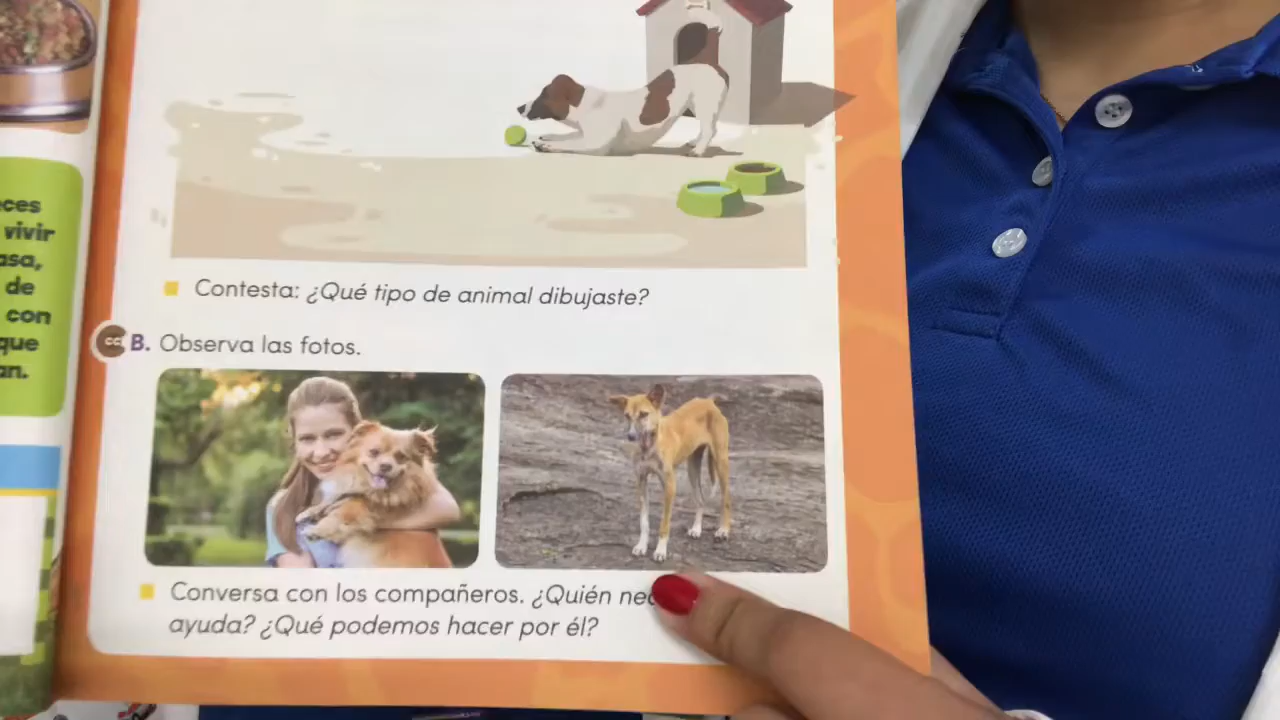 ces
vivir
asa,
de
con
que
an.
Contesta: ¿Qué tipo de animal dibujaste?
CC B. Observa las fotos.
Conversa con los compañeros. ¿Quién
ayuda? ¿Qué podemos hacer por él?